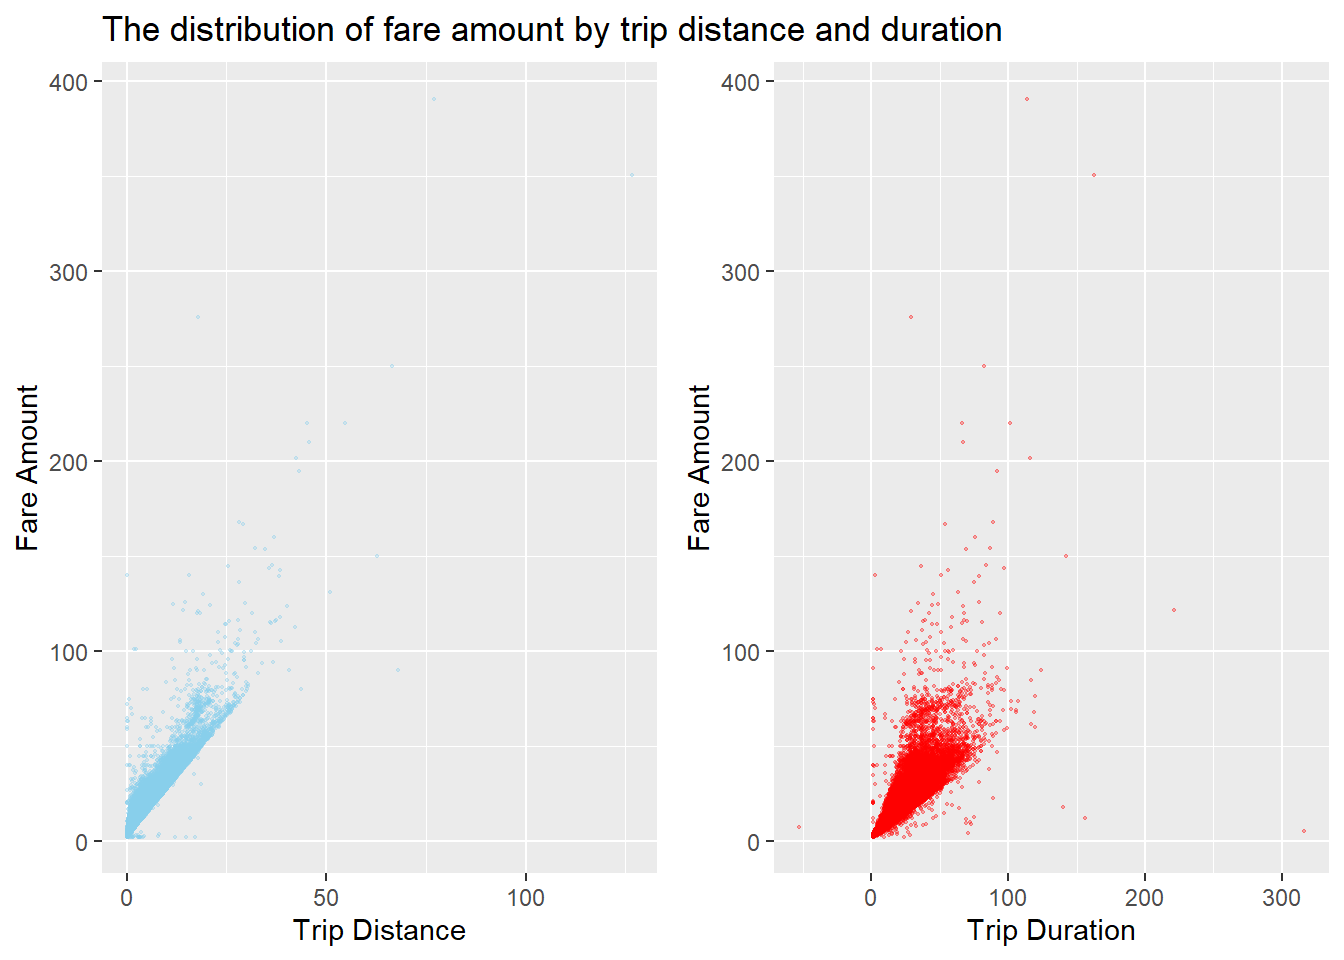 The distribution of fare amount by trip distance and duration
400
300
200
100
0
Fare Amount
0 50 100
Trip Distance
400
300
200
100
0
Fare Amount
0 100 200 300
Trip Duration